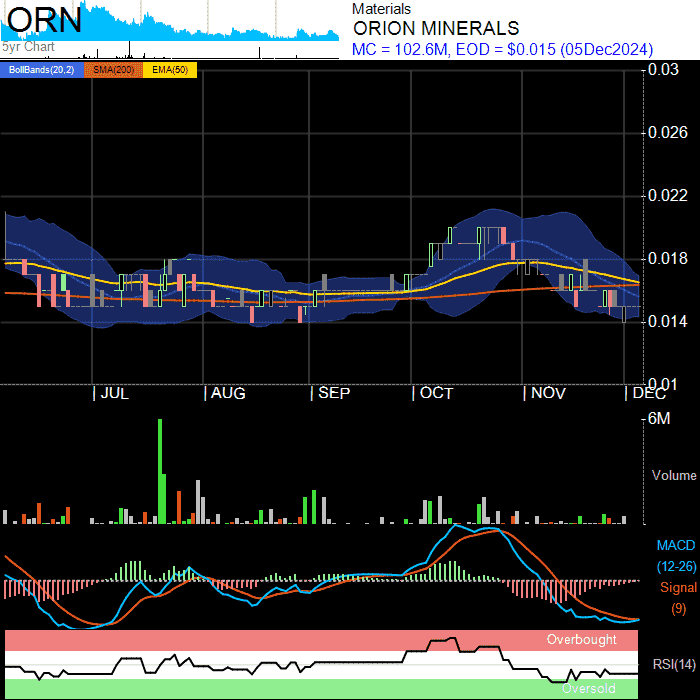 ORN
5yr Chart
Materials
ORION MINERALS
MC = 102.6M, EOD = $0.015 (05Dec2024)
BollBands(20,2) SMA(200) EMA(50)
0.03
0.026
0.022
0.018
0.014
0.01
JUL AUG SEP OCT NOV DEC
6M
Volume
MACD
(12-26)
Signal
(9)
Overbought
RSI(14)
Oversold